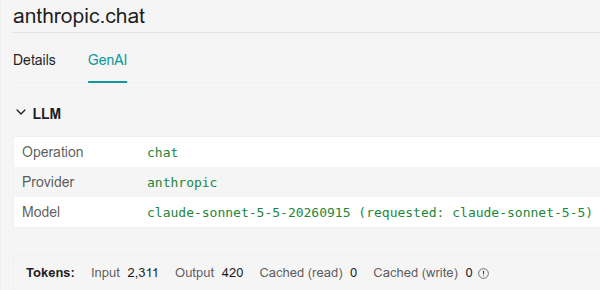 anthropic.chat
Details GenAI
LLM
Operation chat
Provider anthropic
Model claude-sonnet-5-5-20260915 (requested: claude-sonnet-5-5)
Tokens: Input 2,311 Output 420 Cached (read) 0 Cached (write) 0